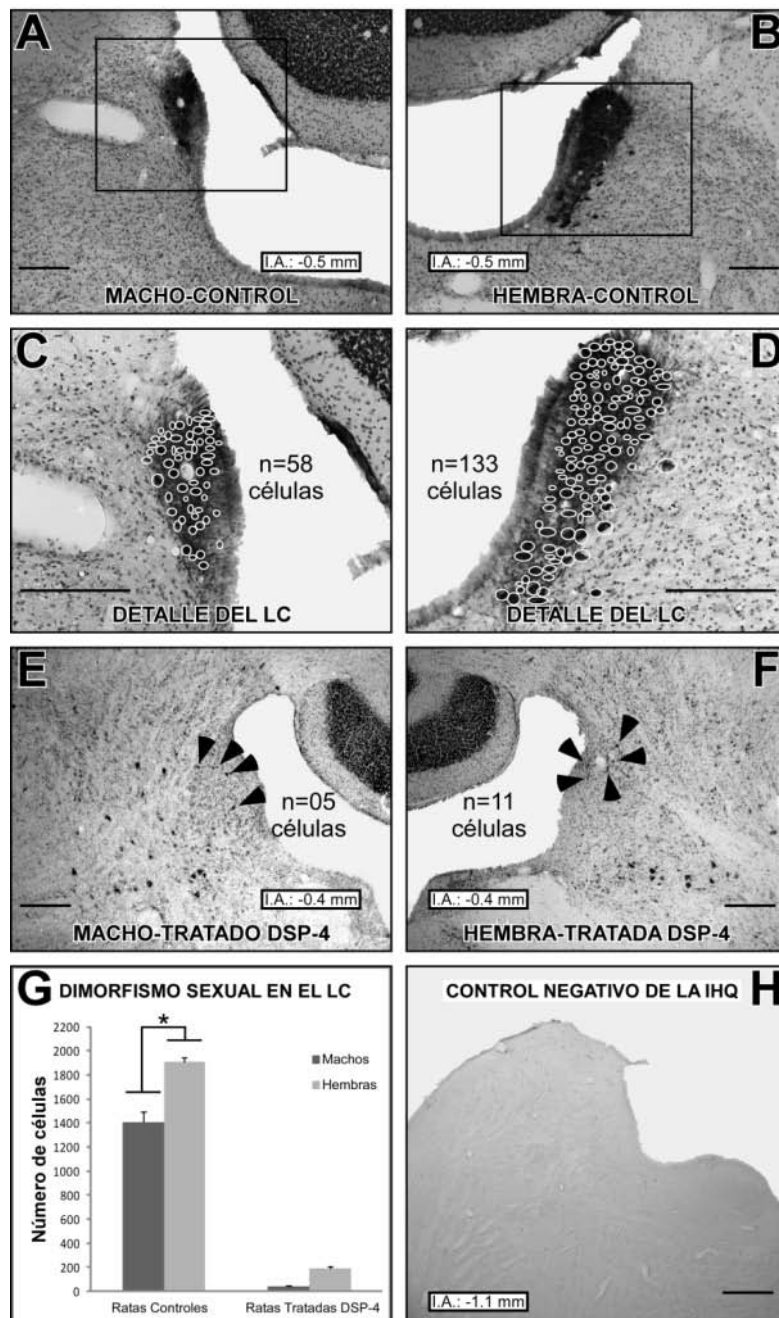 A
I.A.: -0.5 mm
MACHO-CONTROL
B
I.A.: -0.5 mm
HEMBRA-CONTROL
C
n=58
células
DETALLE DEL LC
D
n=133
células
DETALLE DEL LC
E
n=05
células
I.A.: -0.4 mm
MACHO-TRATADO DSP-4
F
n=11
células
I.A.: -0.4 mm
HEMBRA-TRATADA DSP-4
G DIMORFISMO SEXUAL EN EL LC
Número de células
2200
2000
1800
1600
1400
1200
1000
800
600
400
200
0
*
Machos
Hembras
Ratas Controles
Ratas Tratadas DSP-4
CONTROL NEGATIVO DE LA IHQ H
I.A.: -1.1 mm